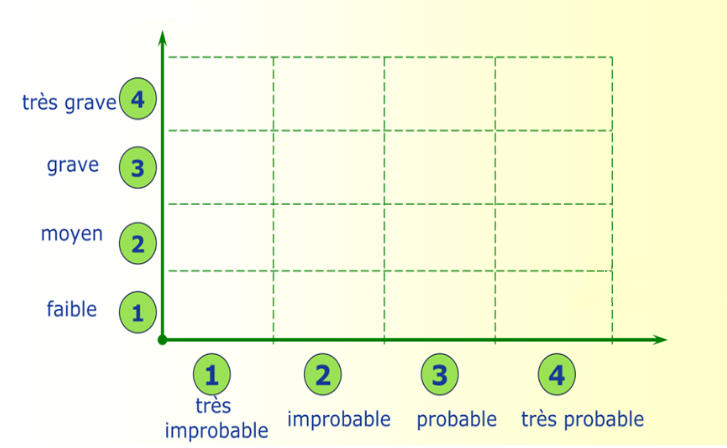 très grave 4
grave 3
moyen 2
faible 1
1 2 3 4
très
improbable improbable probable très probable